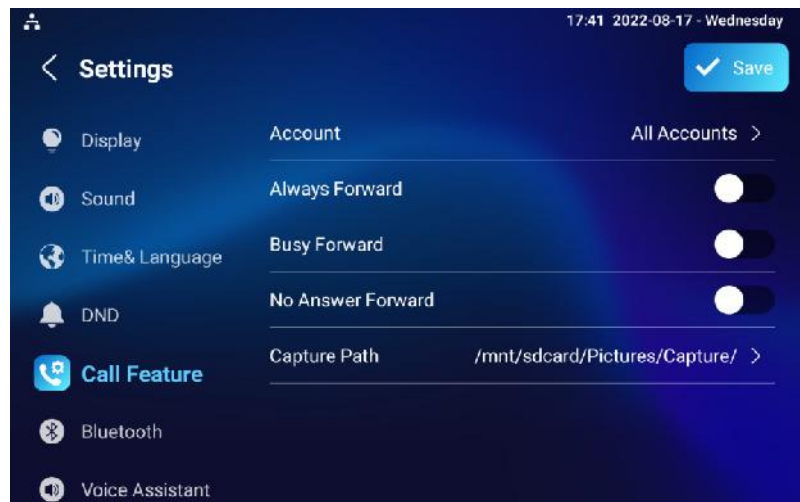 17:41 2022-08-17 - Wednesday
Settings
Save
Display
Sound
Time& Language
DND
Call Feature
Bluetooth
Voice Assistant
Account All Accounts
Always Forward
Busy Forward
No Answer Forward
Capture Path /mnt/sdcard/Pictures/Capture/